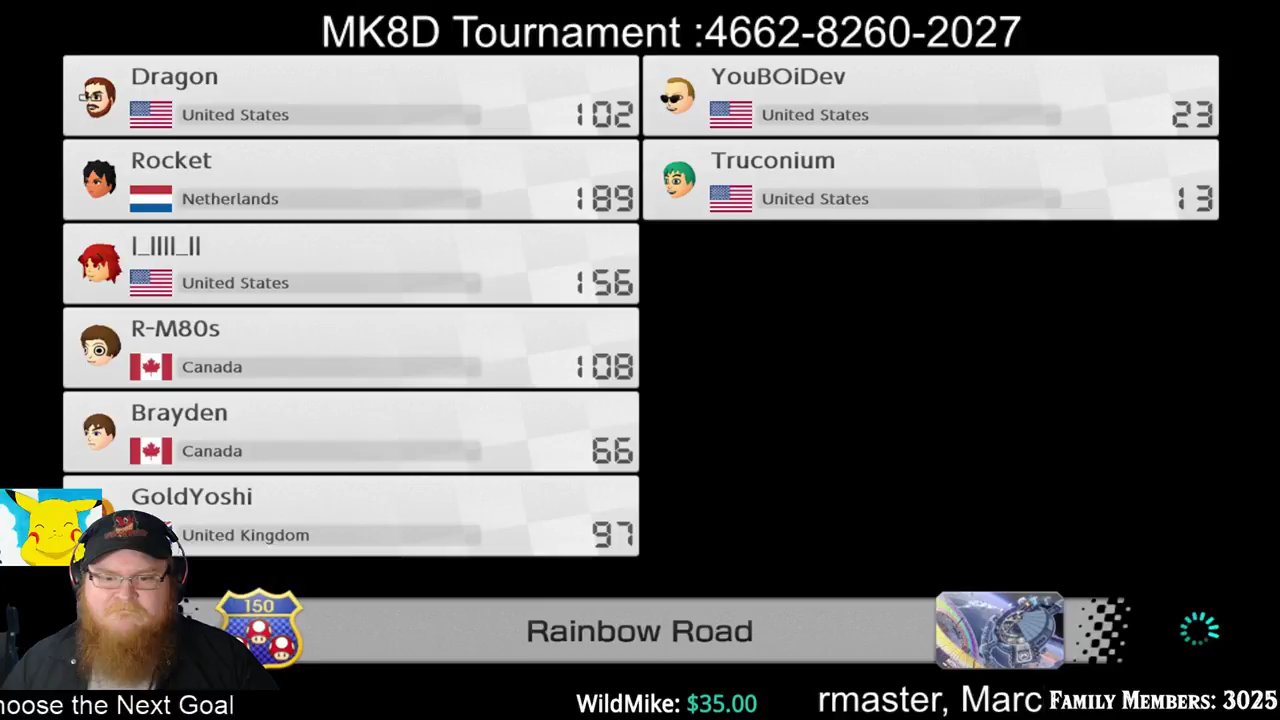 MK8D Tournament :4662-8260-2027
Dragon
United States
102
Rocket
Netherlands
189
I_IIII_II
United States
156
R-M80s
Canada
108
Brayden
Canada
66
GoldYoshi
United Kingdom
97
YouBOiDev
United States
23
Truconium
United States
13
150
Rainbow Road
hoose the Next Goal
WildMike: $35.00
rmaster, Marc
Family Members: 3025